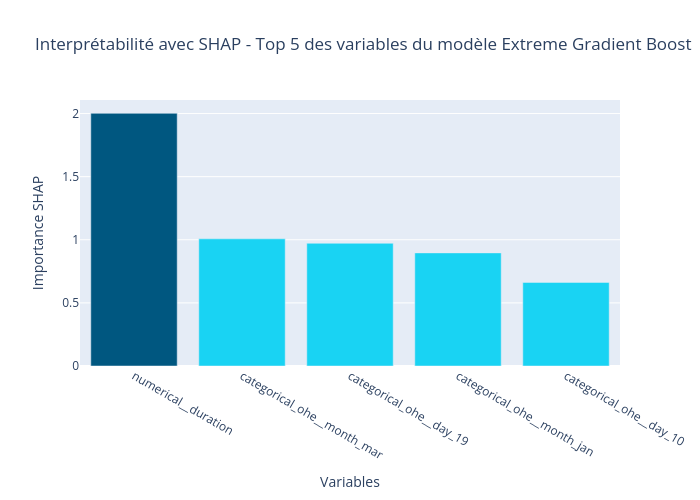 Interprétabilité avec SHAP - Top 5 des variables du modèle Extreme Gradient Boost
Importance SHAP
2
1.5
1
0.5
0
numerical__duration
categorical_ohe__month_mar
categorical_ohe__day_19
categorical_ohe__month_jan
categorical_ohe__day_10
Variables